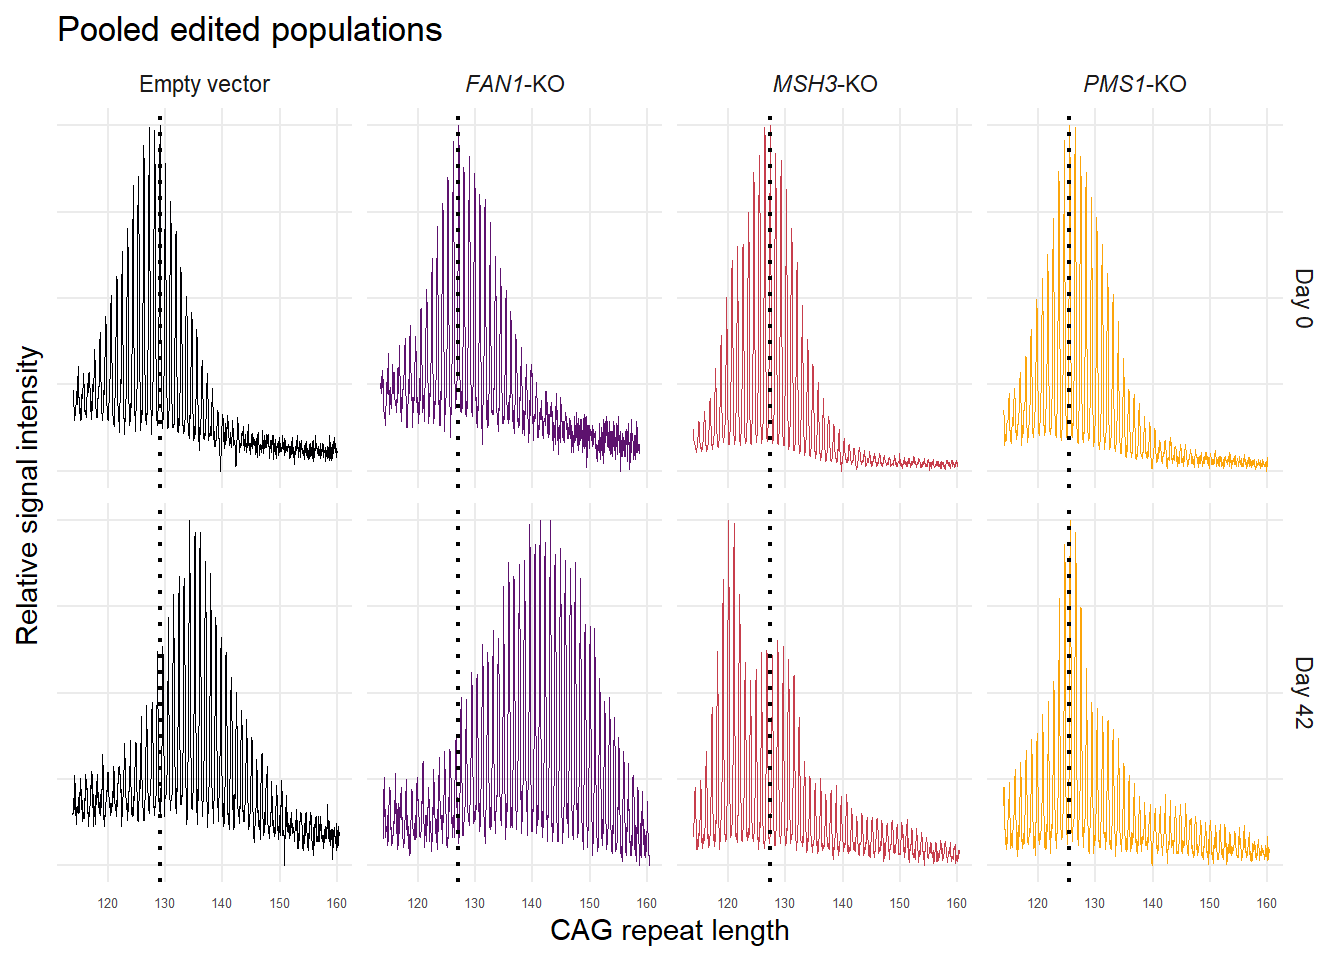 Pooled edited populations
Empty vector
FAN1-KO
MSH3-KO
PMS1-KO
Relative signal intensity
Day 0
Day 42
120 130 140 150 160 120 130 140 150 160 120 130 140 150 160 120 130 140 150 160
CAG repeat length